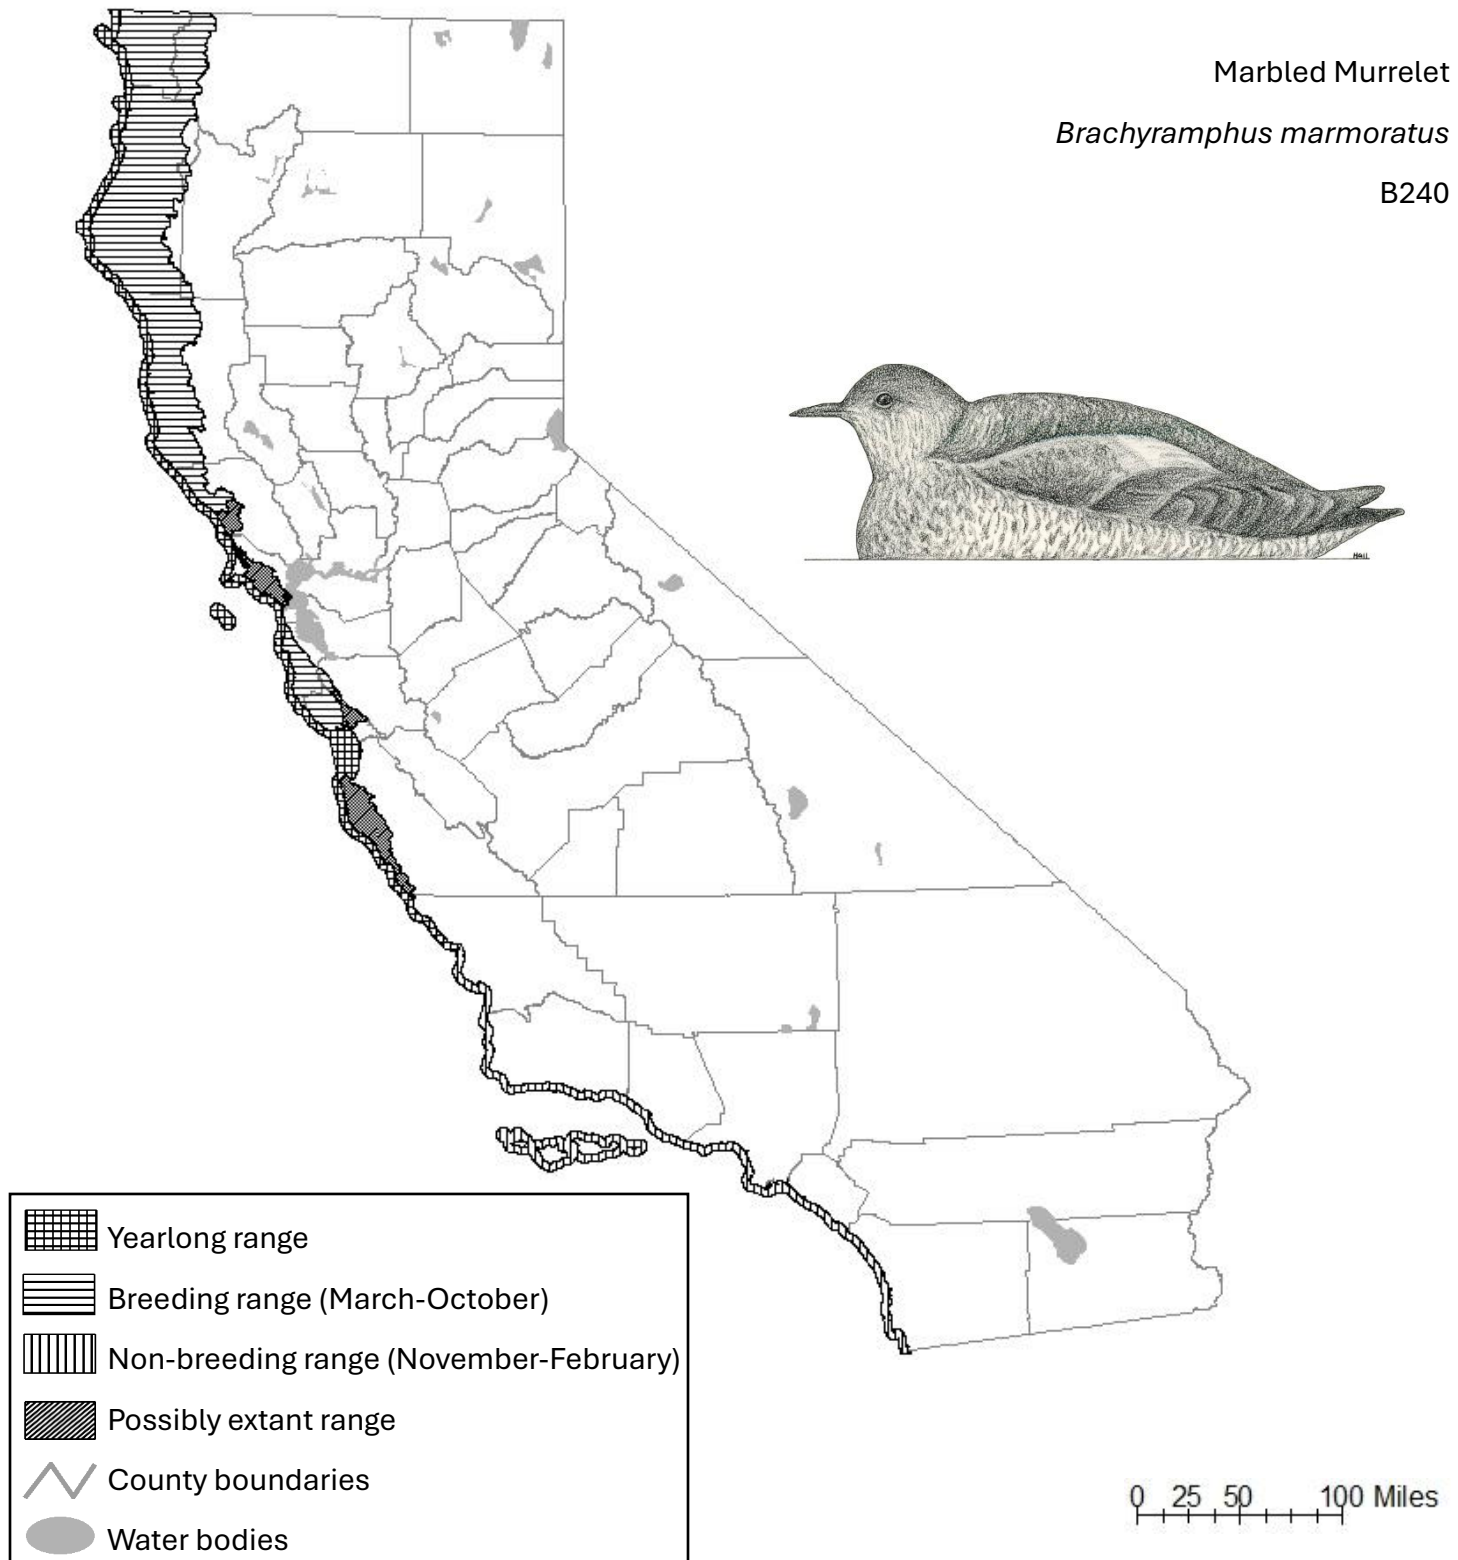 Marbled Murrelet
Brachyramphus marmoratus
B240
HALL
Yearlong range
Breeding range (March-October)
Non-breeding range (November-February)
Possibly extant range
County boundaries
Water bodies
0 25 50 100 Miles